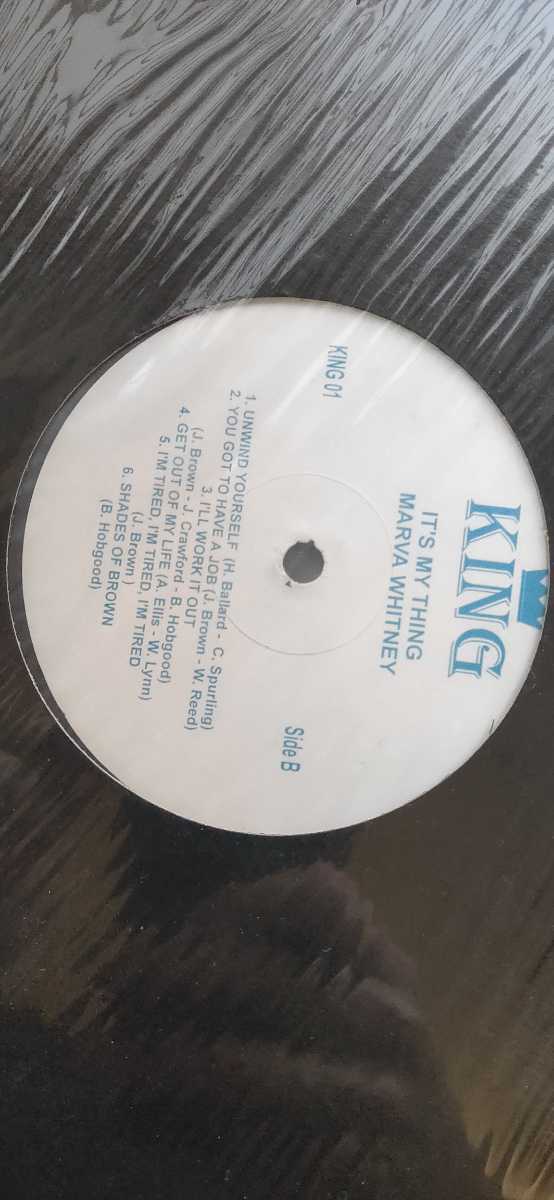 KING
IT'S MY THING
MARVA WHITNEY
KING 01
Side B
1. UNWIND YOURSELF (H. Ballard - C. Spurling)
2. YOU GOT TO HAVE A JOB (J. Brown - W. Reed)
3. I'LL WORK IT OUT
(J. Brown - J. Crawford - B. Hobgood)
4. GET OUT OF MY LIFE (A. Ellis - W. Lynn)
5. I'M TIRED, I'M TIRED, I'M TIRED
(J. Brown )
6. SHADES OF BROWN
(B. Hobgood)